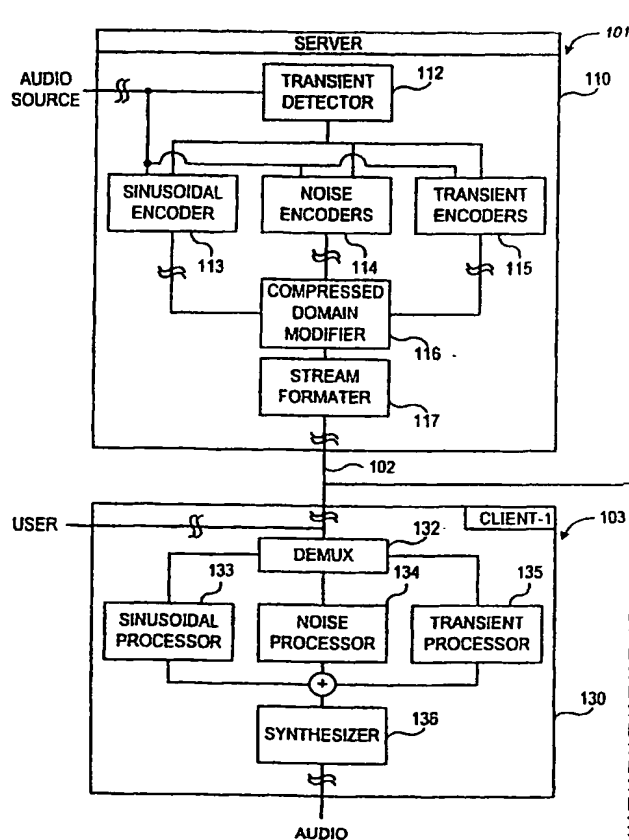 SERVER
101
AUDIO
SOURCE
TRANSIENT
DETECTOR
112
110
SINUSOIDAL
ENCODER
NOISE
ENCODERS
TRANSIENT
ENCODERS
113
114
115
COMPRESSED
DOMAIN
MODIFIER
116
STREAM
FORMATER
117
102
USER
CLIENT-1
103
132
DEMUX
133
134
135
SINUSOIDAL
PROCESSOR
NOISE
PROCESSOR
TRANSIENT
PROCESSOR
+
130
SYNTHESIZER
136
AUDIO